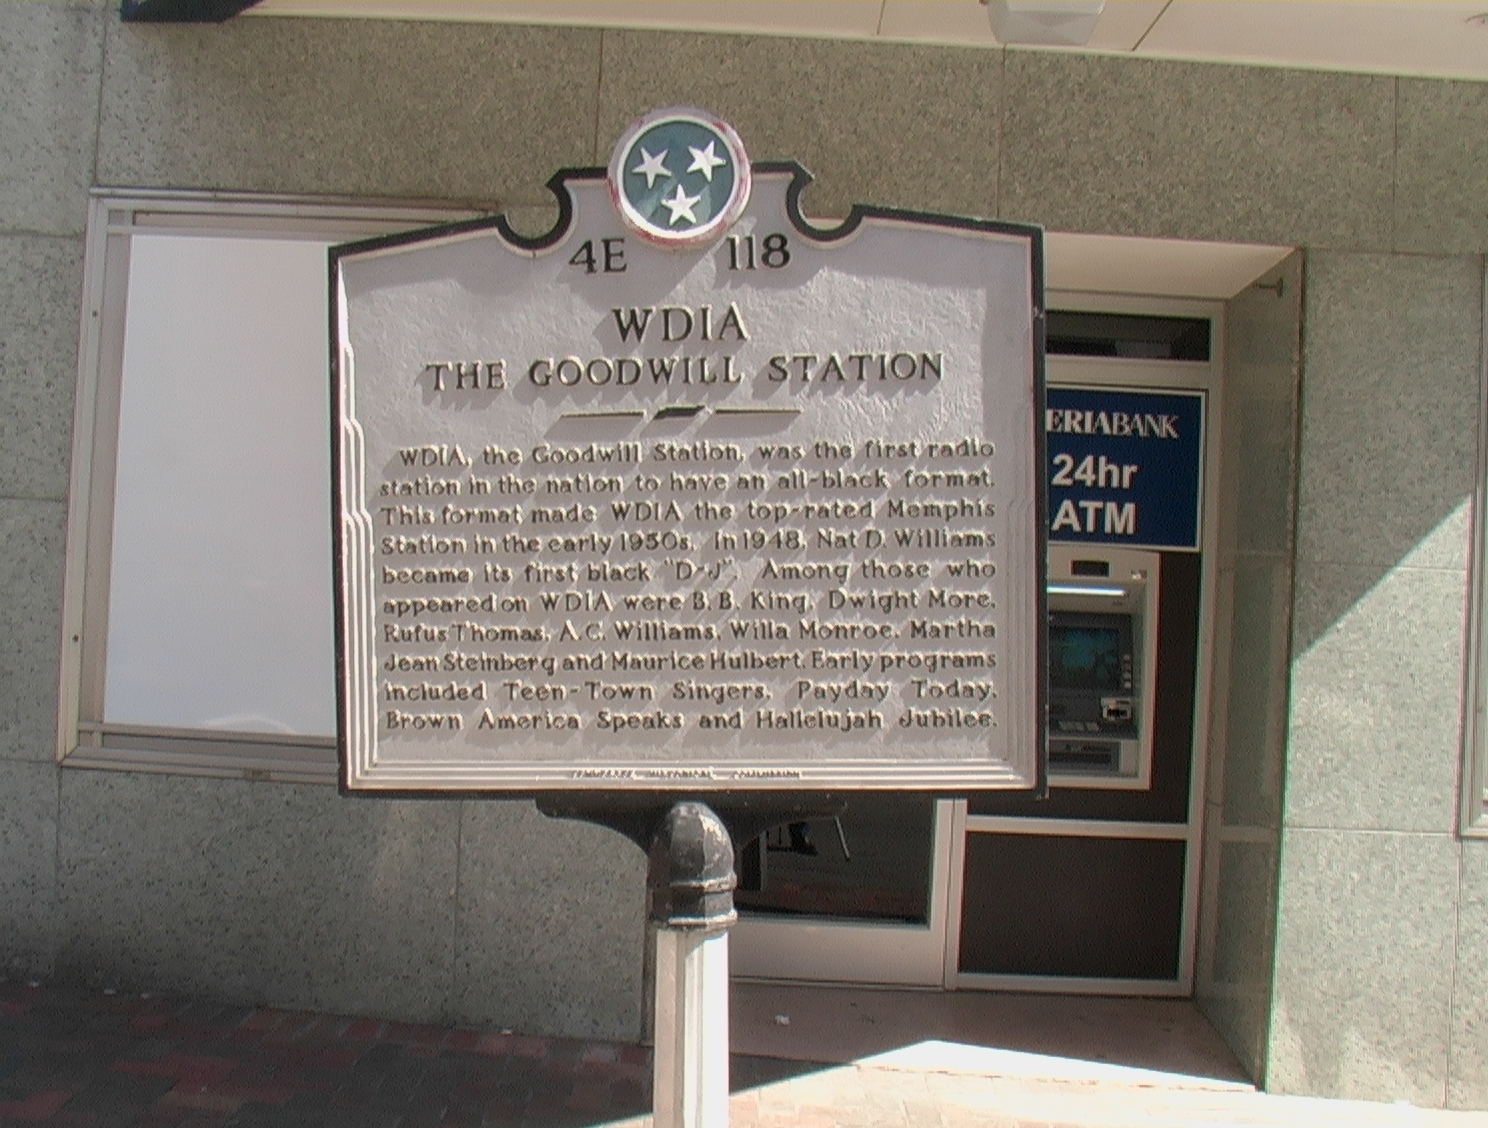 4E 118
WDIA
THE GOODWILL STATION
WDIA, the Goodwill Station, was the first radio
station in the nation to have an all-black format.
This format made WDIA the top-rated Memphis
Station in the early 1950s. In 1948, Nat D. Williams
became its first black "D-J". Among those who
appeared on WDIA were B.B. King, Dwight More,
Rufus Thomas, A.C. Williams, Willa Monroe, Martha
Jean Steinberg and Maurice Hulbert. Early programs
included Teen-Town Singers, Payday Today,
Brown America Speaks and Hallelujah Jubilee.
TENNESSEE HISTORICAL COMMISSION
ERIABANK
24hr
ATM